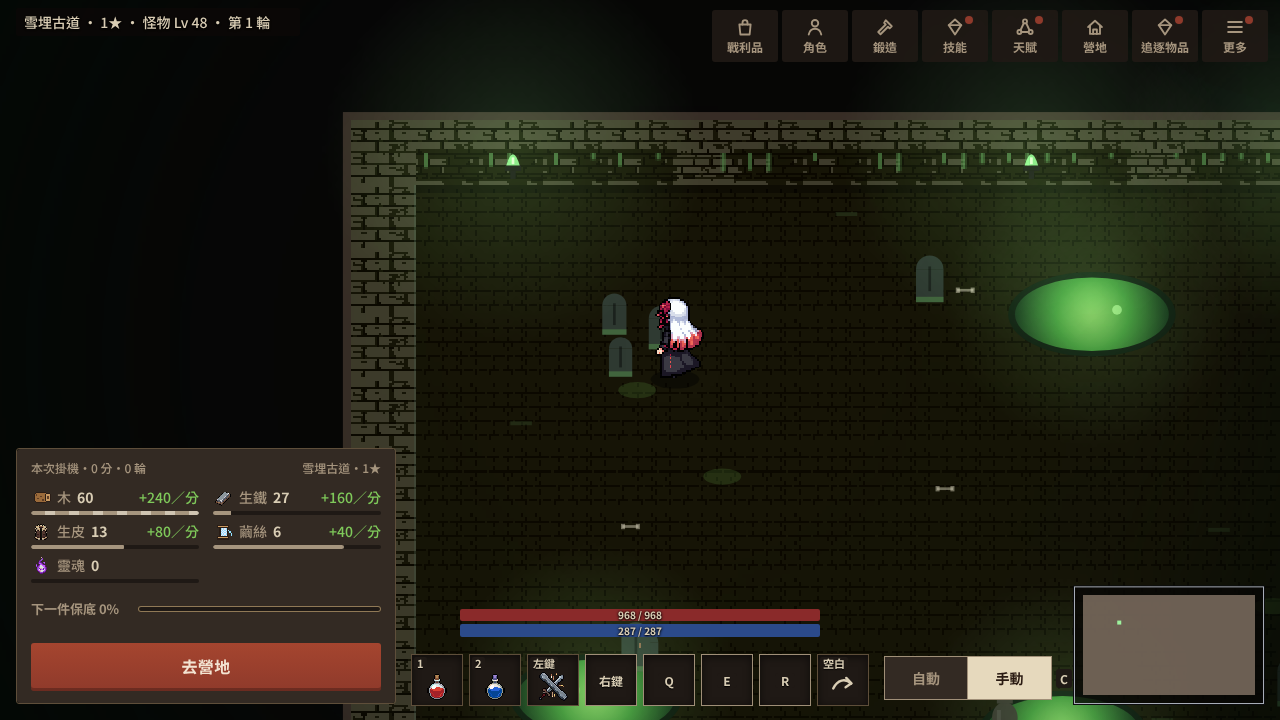 雪埋古道 • 1★ • 怪物 Lv 48 • 第 1 輪
戰利品
角色
鍛造
技能
天賦
營地
追逐物品
更多
本次掛機・0 分・0 輪
雪埋古道・1★
木 60 +240／分
生鐵 27 +160／分
生皮 13 +80／分
繭絲 6 +40／分
靈魂 0
下一件保底 0%
去營地
968 / 968
287 / 287
1
2
左鍵
右鍵
Q
E
R
空白
自動
手動
C